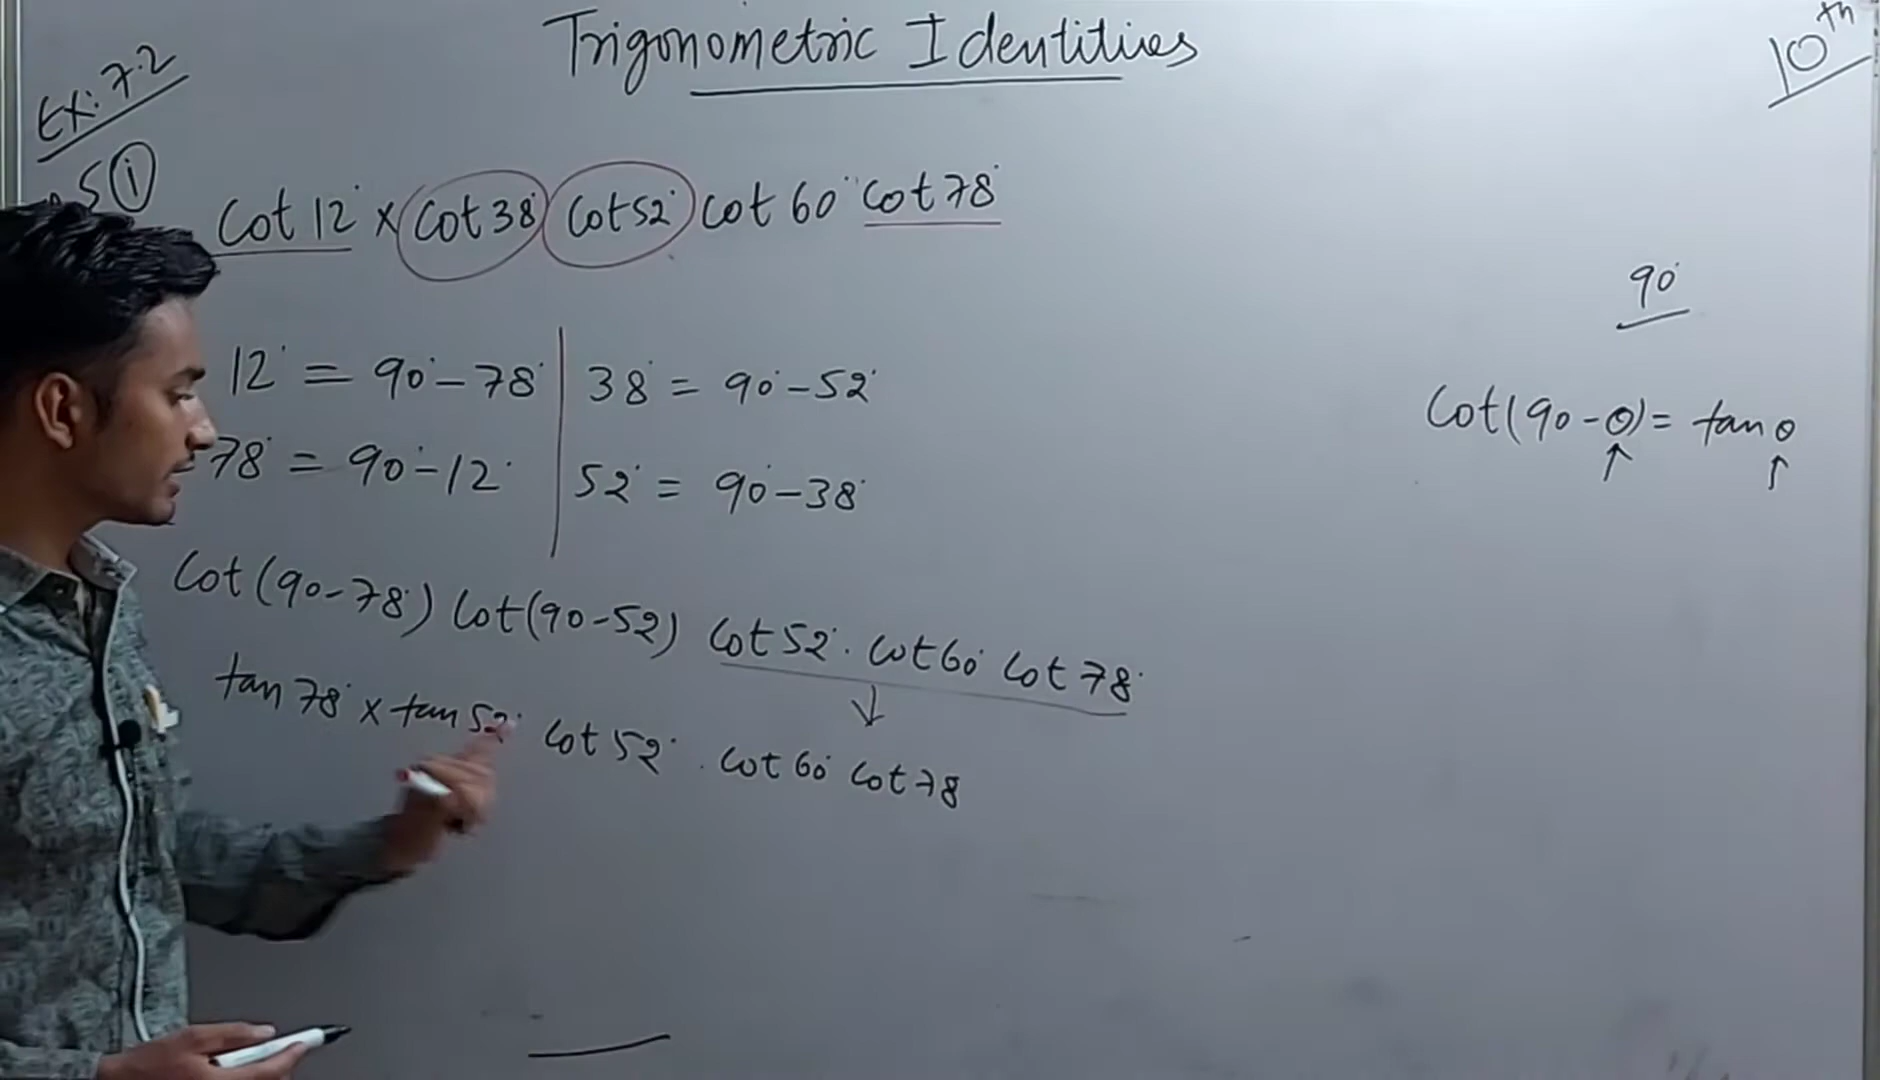 Trigonometric Identities
10th
Ex: 7.2
5 (i)
Cot 12° × Cot 38° Cot 52° Cot 60° Cot 78°
90°
12° = 90° - 78° | 38° = 90° - 52°
78° = 90° - 12° | 52° = 90° - 38°
Cot(90 - θ) = tan θ
Cot(90 - 78°) Cot(90 - 52) Cot 52° . Cot 60° Cot 78°
tan 78° × tan 52° Cot 52° . Cot 60° Cot 78